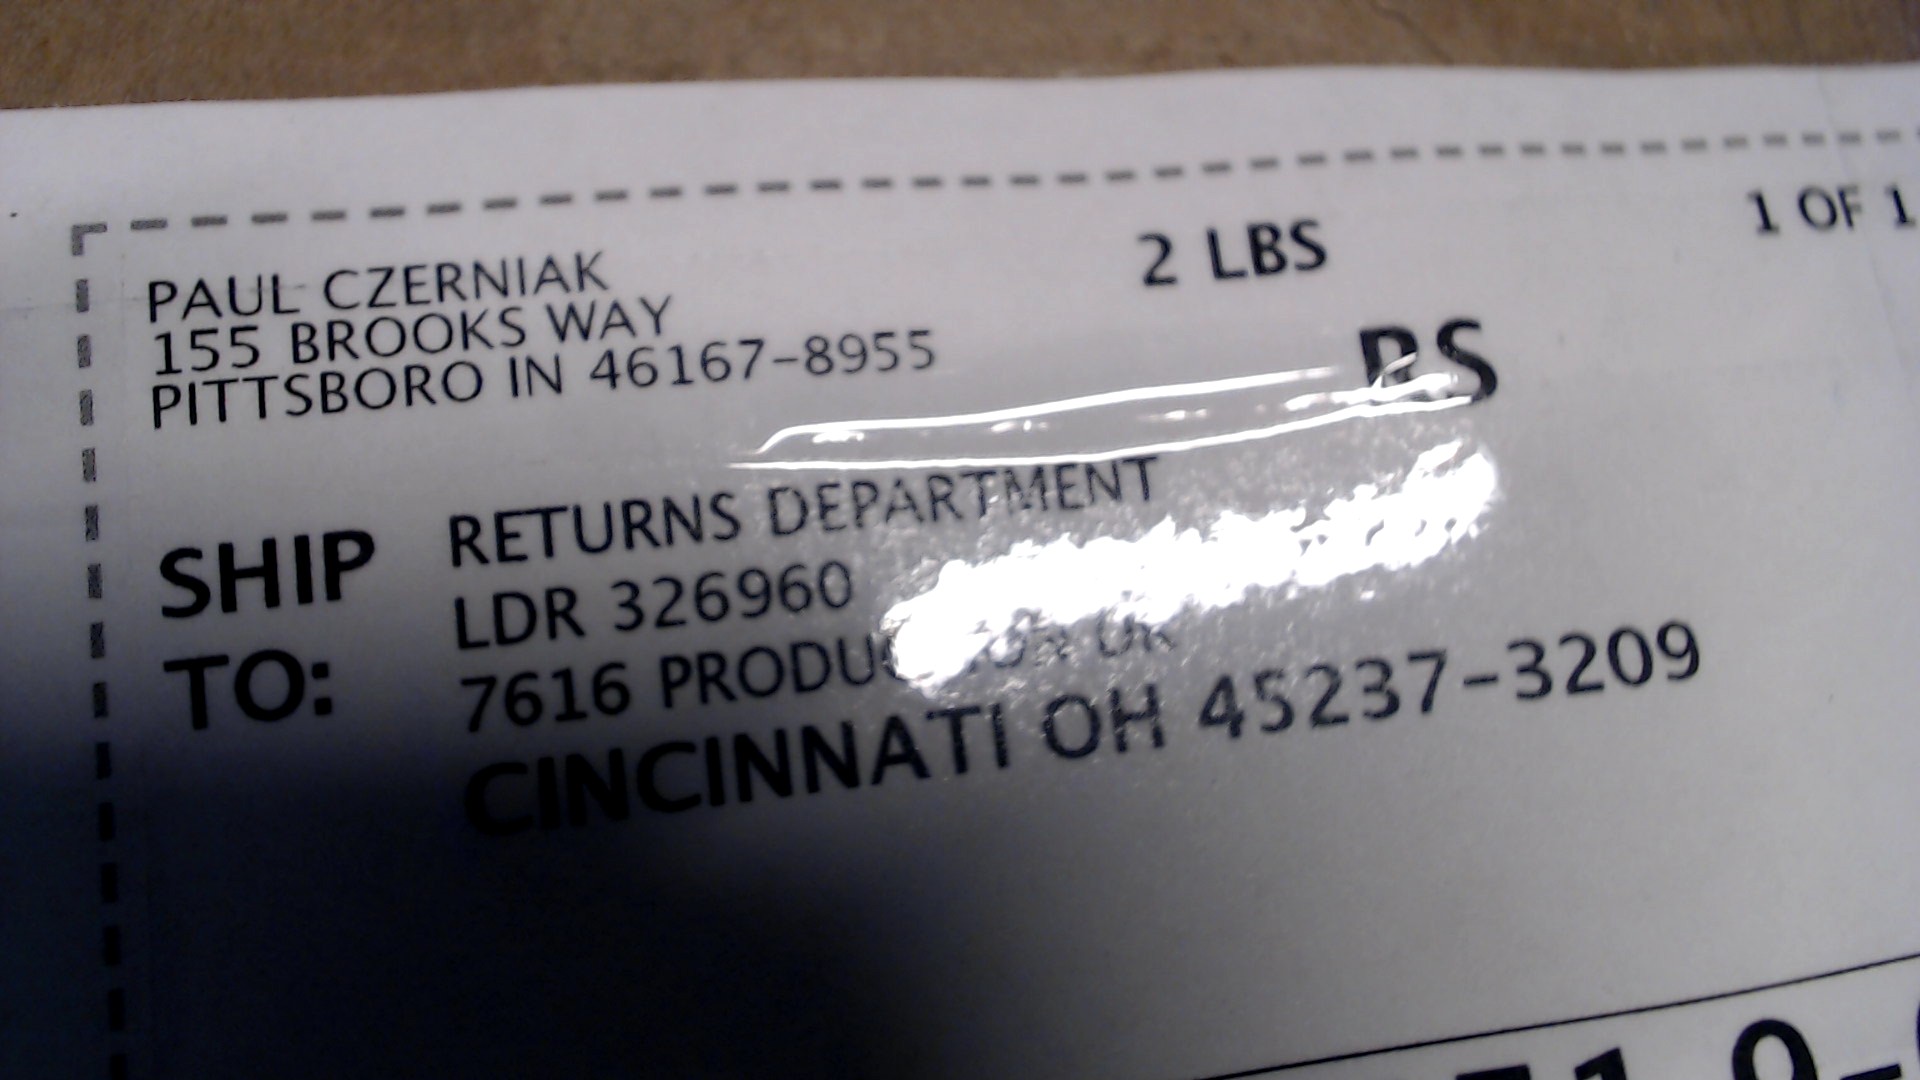 PAUL CZERNIAK
155 BROOKS WAY
PITTSBORO IN 46167-8955
2 LBS
1 OF 1
RS
SHIP TO:
RETURNS DEPARTMENT
LDR 326960
7616
CINCINNATI OH 45237-3209